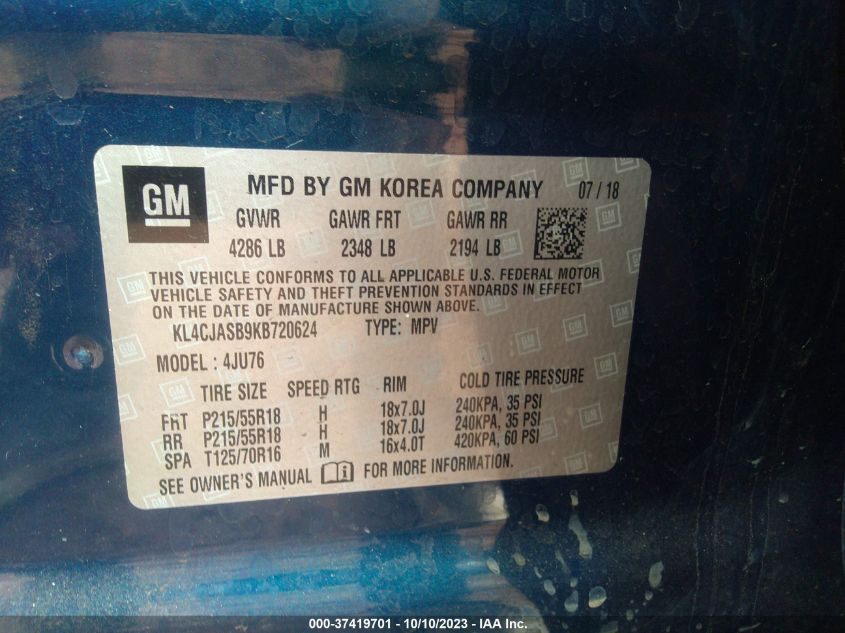 GM MFD BY GM KOREA COMPANY 07 / 18
GVWR GAWR FRT GAWR RR
4286 LB 2348 LB 2194 LB
THIS VEHICLE CONFORMS TO ALL APPLICABLE U.S. FEDERAL MOTOR
VEHICLE SAFETY AND THEFT PREVENTION STANDARDS IN EFFECT
ON THE DATE OF MANUFACTURE SHOWN ABOVE.
KL4CJASB9KB720624 TYPE: MPV
MODEL : 4JU76
TIRE SIZE SPEED RTG RIM COLD TIRE PRESSURE
FRT P215/55R18 H 18x7.0J 240KPA, 35 PSI
RR P215/55R18 H 18x7.0J 240KPA, 35 PSI
SPA T125/70R16 M 16x4.0T 420KPA, 60 PSI
SEE OWNER'S MANUAL FOR MORE INFORMATION.
000-37419701 - 10/10/2023 - IAA Inc.